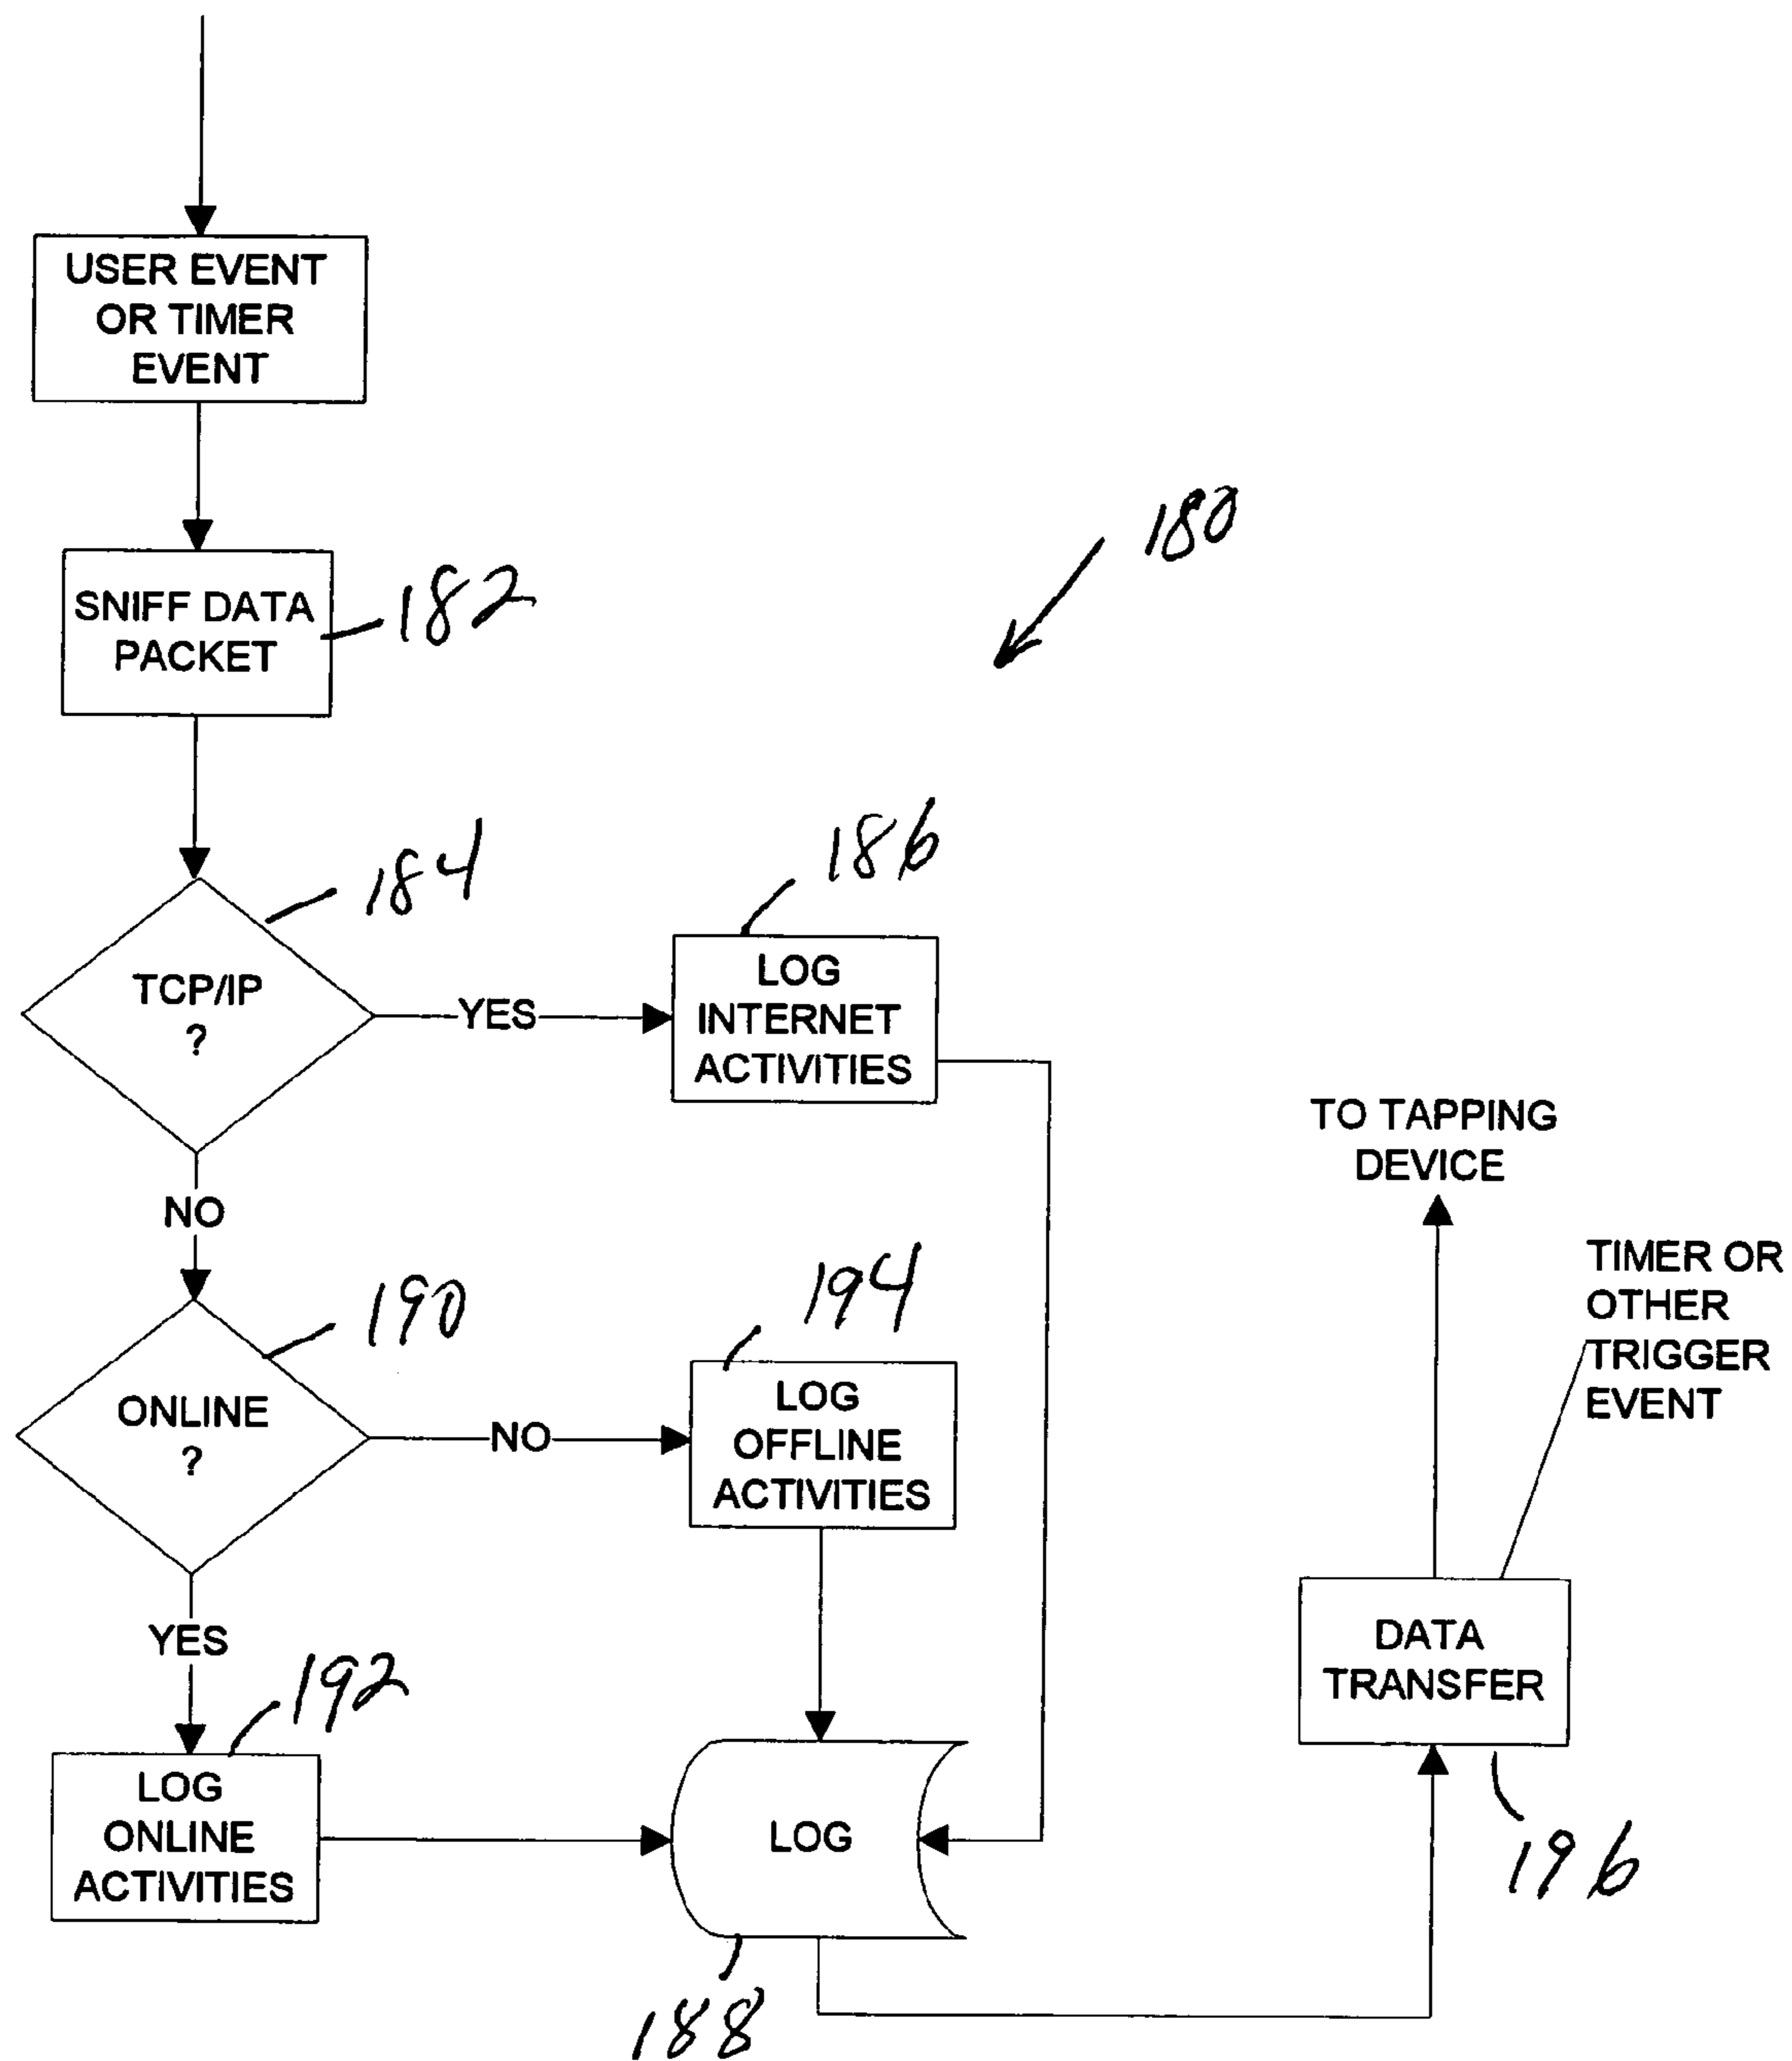 USER EVENT
OR TIMER
EVENT
180
SNIFF DATA
PACKET
182
184
186
TCP/IP
?
YES
LOG
INTERNET
ACTIVITIES
NO
TO TAPPING
DEVICE
TIMER OR
OTHER
TRIGGER
EVENT
190
194
ONLINE
?
NO
LOG
OFFLINE
ACTIVITIES
YES
192
DATA
TRANSFER
LOG
ONLINE
ACTIVITIES
LOG
196
188